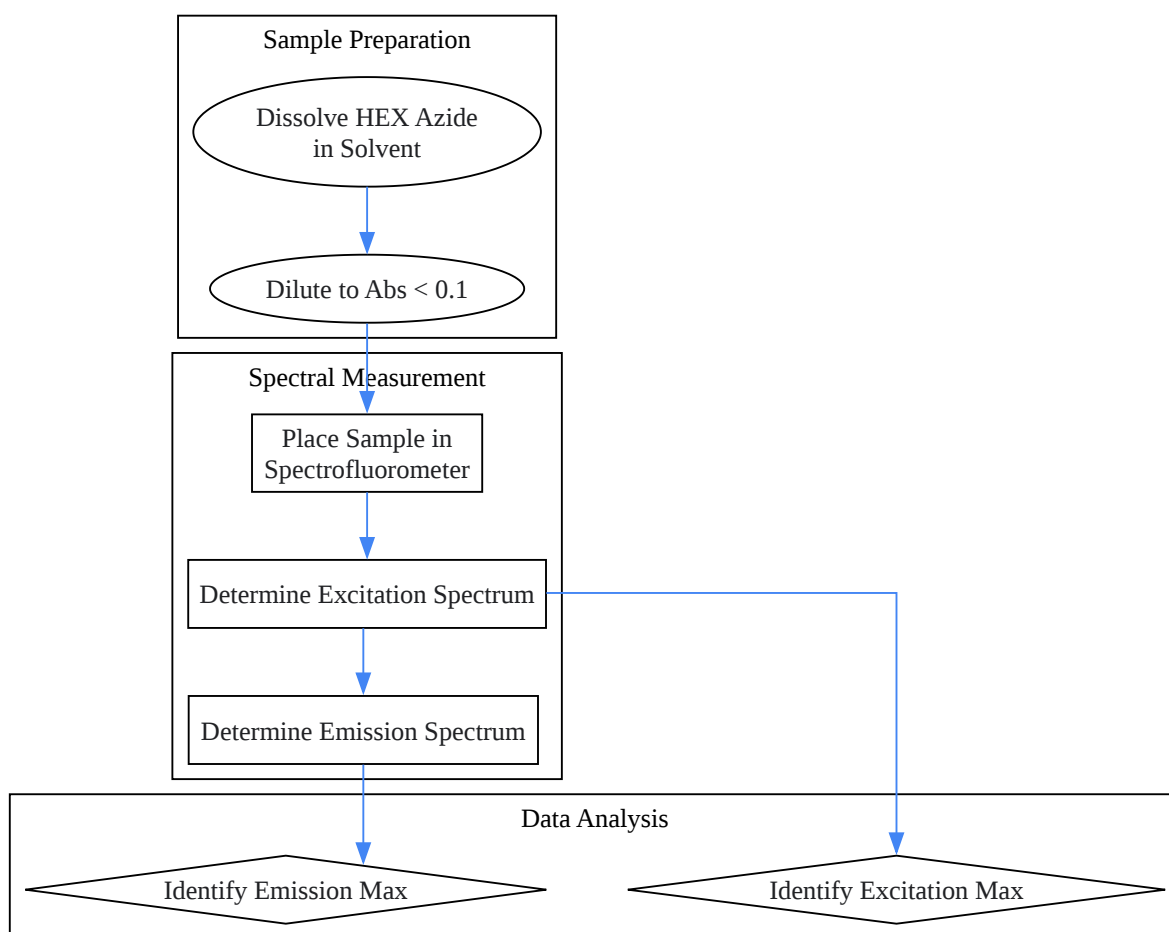 Sample Preparation
Dissolve HEX Azide
in Solvent
Dilute to Abs < 0.1
Spectral Measurement
Place Sample in
Spectrofluorometer
Determine Excitation Spectrum
Determine Emission Spectrum
Data Analysis
Identify Emission Max
Identify Excitation Max